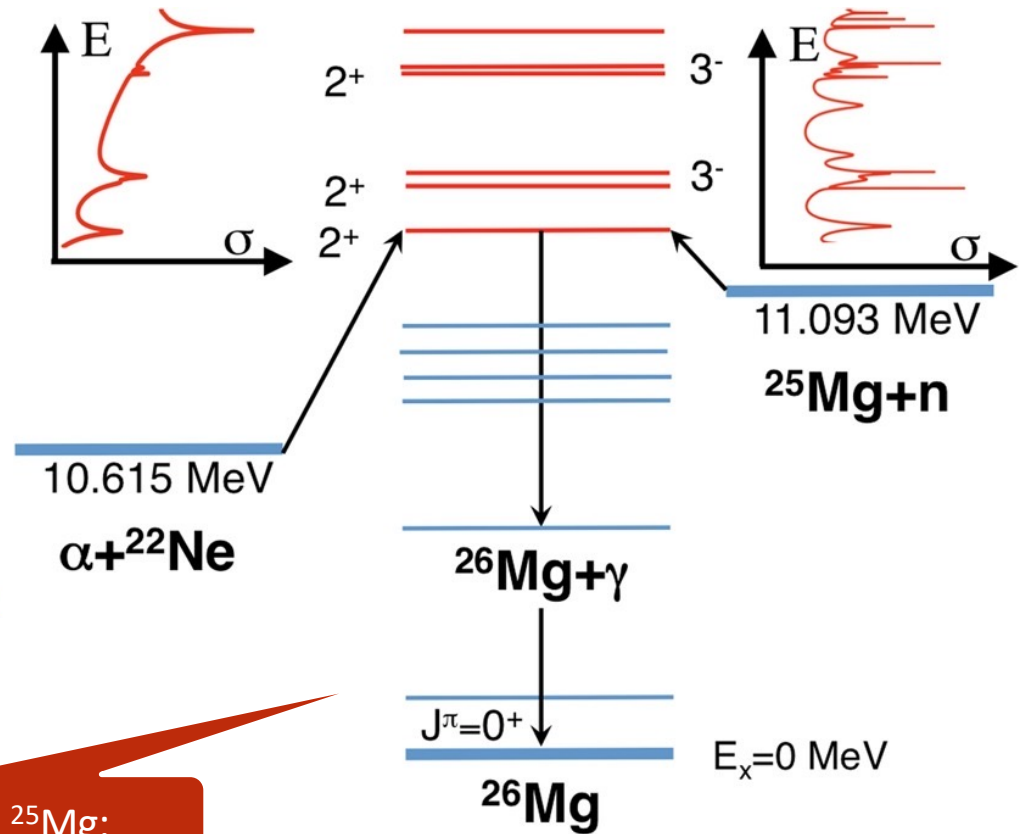 E
σ
2⁺
3⁻
2⁺
3⁻
2⁺
E
σ
11.093 MeV
²⁵Mg+n
10.615 MeV
α+²²Ne
²⁶Mg+γ
Jᵖⁱ=0⁺
Eₓ=0 MeV
²⁶Mg
²⁵Mg: